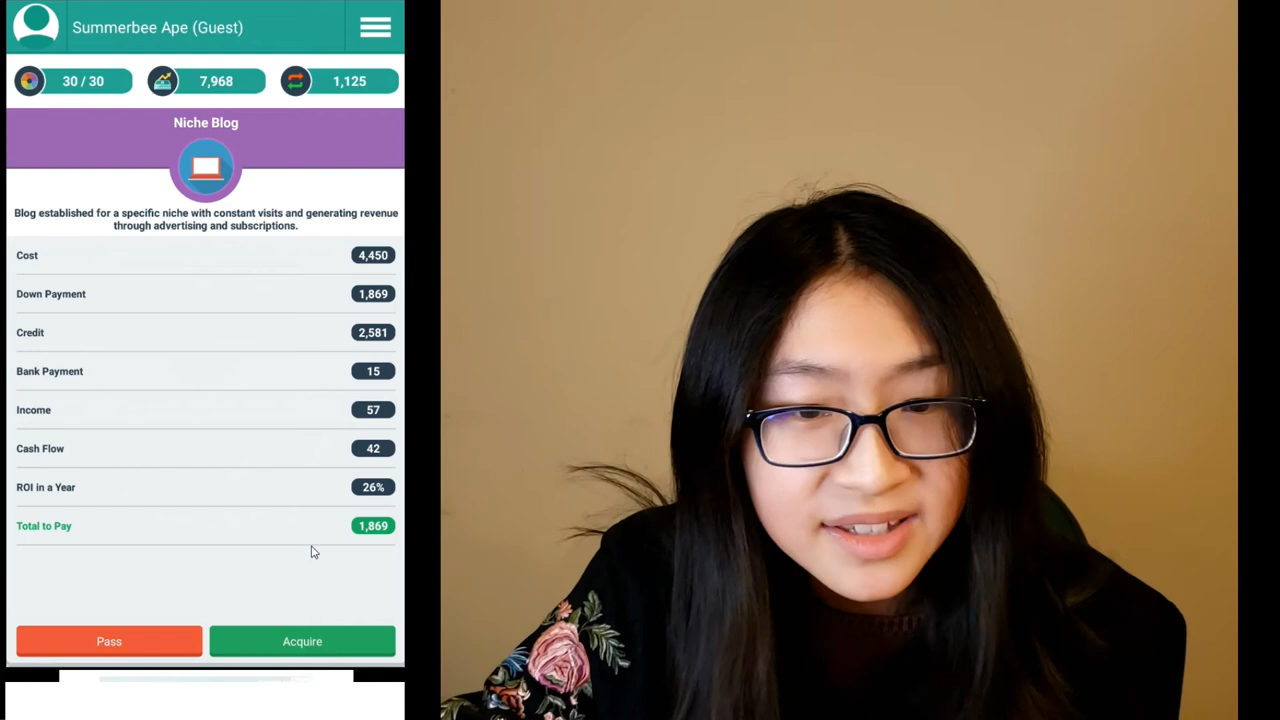 Summerbee Ape (Guest)
30 / 30
7,968
1,125
Niche Blog
Blog established for a specific niche with constant visits and generating revenue
through advertising and subscriptions.
Cost 4,450
Down Payment 1,869
Credit 2,581
Bank Payment 15
Income 57
Cash Flow 42
ROI in a Year 26%
Total to Pay 1,869
Pass
Acquire